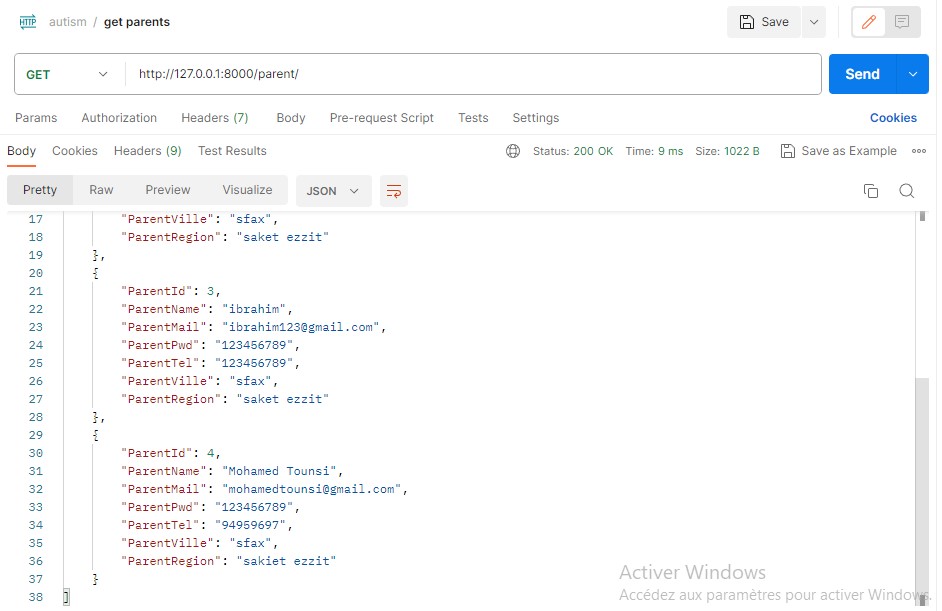 HTTP autism / get parents Save
GET http://127.0.0.1:8000/parent/ Send
Params Authorization Headers (7) Body Pre-request Script Tests Settings Cookies
Body Cookies Headers (9) Test Results Status: 200 OK Time: 9 ms Size: 1022 B Save as Example
Pretty Raw Preview Visualize JSON
17 "ParentVille": "sfax",
18 "ParentRegion": "saket ezzit"
19 },
20 {
21 "ParentId": 3,
22 "ParentName": "ibrahim",
23 "ParentMail": "ibrahim123@gmail.com",
24 "ParentPwd": "123456789",
25 "ParentTel": "123456789",
26 "ParentVille": "sfax",
27 "ParentRegion": "saket ezzit"
28 },
29 {
30 "ParentId": 4,
31 "ParentName": "Mohamed Tounsi",
32 "ParentMail": "mohamedtounsi@gmail.com",
33 "ParentPwd": "123456789",
34 "ParentTel": "94959697",
35 "ParentVille": "sfax",
36 "ParentRegion": "sakiet ezzit"
37 }
38 ]
Activer Windows
Accédez aux paramètres pour activer Windows.